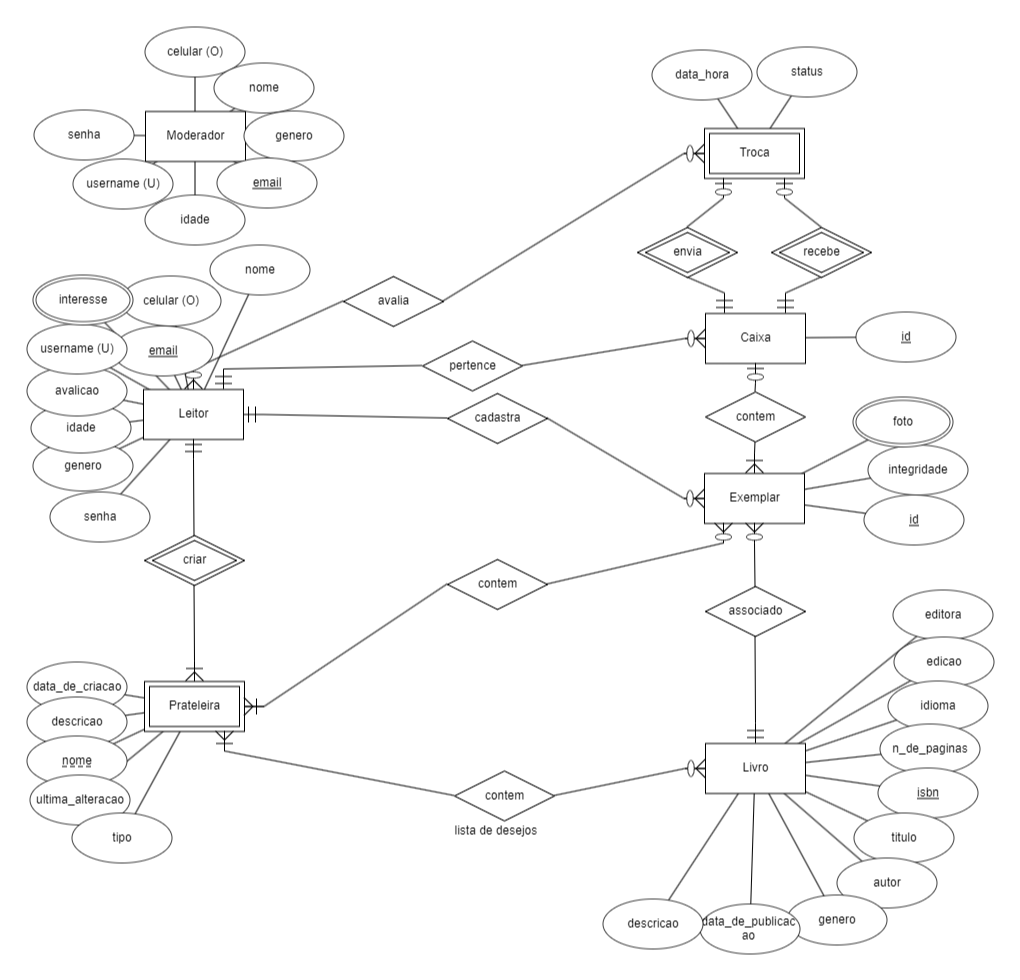 celular (O)
nome
senha
Moderador
genero
username (U)
email
idade
data_hora
status
Troca
envia
recebe
nome
interesse
celular (O)
avalia
username (U)
email
Caixa
id
pertence
avalicao
Leitor
cadastra
contem
foto
idade
genero
integridade
Exemplar
senha
id
criar
contem
associado
editora
edicao
data_de_criacao
Prateleira
idioma
descricao
n_de_paginas
nome
Livro
isbn
ultima_alteracao
contem
lista de desejos
tipo
titulo
autor
descricao
data_de_publicac
ao
genero